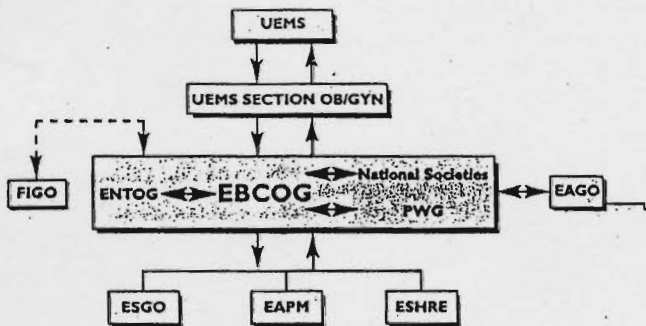 UEMS
UEMS SECTION OB/GYN
National Societies
FIGO
ENTOG
EBCOG
EAGO
PWG
ESGO
EAPM
ESHRE